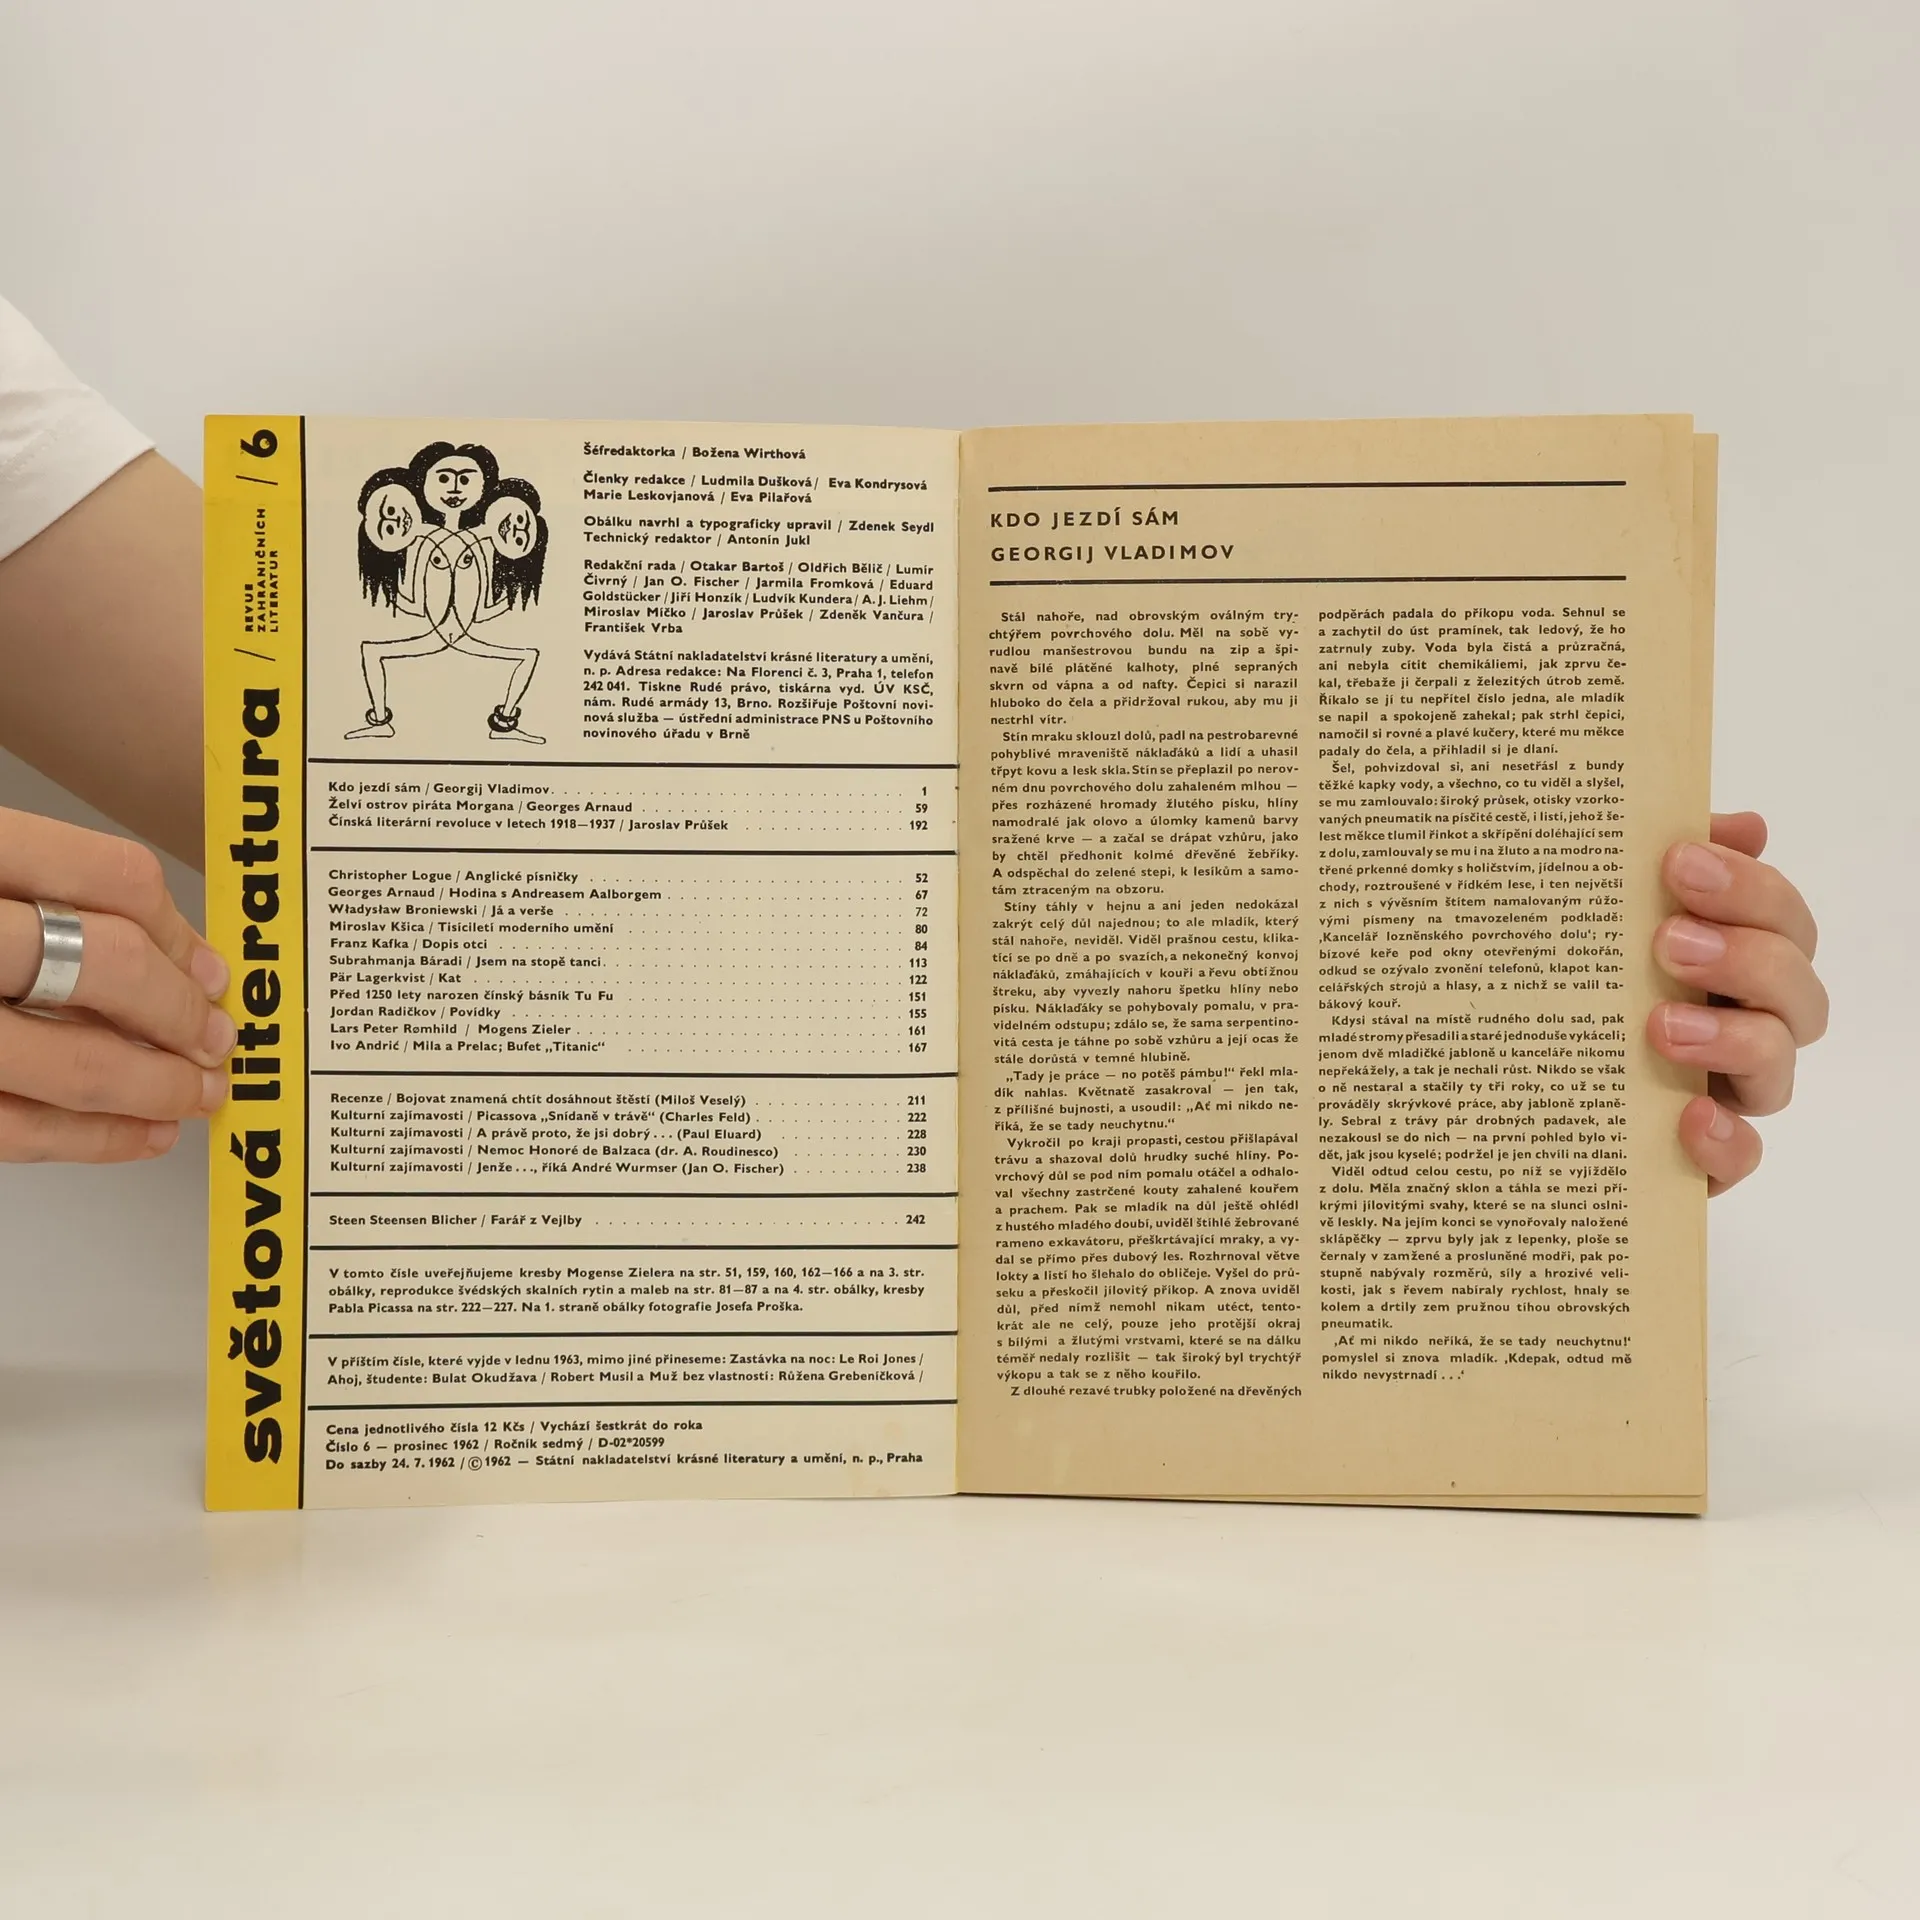 světová literatura / REVUE
ZAHRANIČNÍCH
LITERATUR / 6
Šéfredaktorka / Božena Wirthová
Členky redakce / Ludmila Dušková / Eva Kondrysová
Marie Leskovjanová / Eva Pilařová
Obálku navrhl a typograficky upravil / Zdenek Seydl
Technický redaktor / Antonín Jukl
Redakční rada / Otakar Bartoš / Oldřich Bělič / Lumír
Čivrný / Jan O. Fischer / Jarmila Fromková / Eduard
Goldstücker / Jiří Honzík / Ludvík Kundera / A. J. Liehm /
Miroslav Míčko / Jaroslav Průšek / Zdeněk Vančura /
František Vrba
Vydává Státní nakladatelství krásné literatury a umění,
n. p. Adresa redakce: Na Florenci č. 3, Praha 1, telefon
242 041. Tiskne Rudé právo, tiskárna vyd. ÚV KSČ,
nám. Rudé armády 13, Brno. Rozšiřuje Poštovní novi-
nová služba — ústřední administrace PNS u Poštovního
novinového úřadu v Brně
Kdo jezdí sám / Georgij Vladimov. . . . . . . . . . . . . . . . . . . . . . 1
Želví ostrov piráta Morgana / Georges Arnaud . . . . . . . . . . . . . . . . 59
Čínská literární revoluce v letech 1918—1937 / Jaroslav Průšek . . . . . . . . . 192
Christopher Logue / Anglické písničky . . . . . . . . . . . . . . . . . . . 52
Georges Arnaud / Hodina s Andreasem Aalborgem . . . . . . . . . . . . . . 67
Władysław Broniewski / Já a verše . . . . . . . . . . . . . . . . . . . . 72
Miroslav Kšica / Tisíciletí moderního umění . . . . . . . . . . . . . . . . . 80
Franz Kafka / Dopis otci . . . . . . . . . . . . . . . . . . . . . . . . 84
Subrahmanja Báradi / Jsem na stopě tanci. . . . . . . . . . . . . . . . . . 113
Pär Lagerkvist / Kat . . . . . . . . . . . . . . . . . . . . . . . . . 122
Před 1250 lety narozen čínský básník Tu Fu . . . . . . . . . . . . . . . . . 151
Jordan Radičkov / Povídky . . . . . . . . . . . . . . . . . . . . . . . 155
Lars Peter Rømhild / Mogens Zieler . . . . . . . . . . . . . . . . . . . . 161
Ivo Andrić / Mila a Prelac; Bufet „Titanic“ . . . . . . . . . . . . . . . . . 167
Recenze / Bojovat znamená chtít dosáhnout štěstí (Miloš Veselý) . . . . . . . . . 211
Kulturní zajímavosti / Picassova „Snídaně v trávě“ (Charles Feld) . . . . . . . . . 222
Kulturní zajímavosti / A právě proto, že jsi dobrý . . . (Paul Eluard) . . . . . . . . 228
Kulturní zajímavosti / Nemoc Honoré de Balzaca (dr. A. Roudinesco) . . . . . . . . 230
Kulturní zajímavosti / Jenže . . ., říká André Wurmser (Jan O. Fischer) . . . . . . . 238
Steen Steensen Blicher / Farář z Vejlby . . . . . . . . . . . . . . . . . . . 242
V tomto čísle uveřejňujeme kresby Mogense Zielera na str. 51, 159, 160, 162—166 a na 3. str.
obálky, reprodukce švédských skalních rytin a maleb na str. 81—87 a na 4. str. obálky, kresby
Pabla Picassa na str. 222—227. Na 1. straně obálky fotografie Josefa Proška.
V příštím čísle, které vyjde v lednu 1963, mimo jiné přineseme: Zastávka na noc: Le Roi Jones /
Ahoj, študente: Bulat Okudžava / Robert Musil a Muž bez vlastností: Růžena Grebeníčková /
Cena jednotlivého čísla 12 Kčs / Vychází šestkrát do roka
Číslo 6 — prosinec 1962 / Ročník sedmý / D-02*20599
Do sazby 24. 7. 1962 / © 1962 — Státní nakladatelství krásné literatury a umění, n. p., Praha
KDO JEZDÍ SÁM
GEORGIJ VLADIMOV
Stál nahoře, nad obrovským oválným try-
chtýřem povrchového dolu. Měl na sobě vy-
rudlou manšestrovou bundu na zip a špi-
navě bílé plátěné kalhoty, plné sepraných
skvrn od vápna a od nafty. Čepici si narazil
hluboko do čela a přidržoval rukou, aby mu ji
nestrhl vítr.
Stín mraku sklouzl dolů, padl na pestrobarevné
pohyblivé mraveniště náklaďáků a lidí a uhasil
třpyt kovu a lesk skla. Stín se přeplazil po nerov-
ném dnu povrchového dolu zahaleném mlhou —
přes rozházené hromady žlutého písku, hlíny
namodralé jak olovo a úlomky kamenů barvy
sražené krve — a začal se drápat vzhůru, jako
by chtěl předhonit kolmé dřevěné žebříky.
A odspěchal do zelené stepi, k lesíkům a samo-
tám ztraceným na obzoru.
Stíny táhly v hejnu a ani jeden nedokázal
zakrýt celý důl najednou; to ale mladík, který
stál nahoře, neviděl. Viděl prašnou cestu, klika-
tící se po dně a po svazích, a nekonečný konvoj
náklaďáků, zmáhajících v kouři a řevu obtížnou
štreku, aby vyvezly nahoru špetku hlíny nebo
písku. Náklaďáky se pohybovaly pomalu, v pra-
videlném odstupu; zdálo se, že sama serpentino-
vitá cesta je táhne po sobě vzhůru a její ocas že
stále dorůstá v temné hlubině.
„Tady je práce — no potěš pámbu!“ řekl mla-
dík nahlas. Květnatě zasakroval — jen tak,
z přílišné bujnosti, a usoudil: „Ať mi nikdo ne-
říká, že se tady neuchytnu.“
Vykročil po kraji propasti, cestou přišlapával
trávu a shazoval dolů hrudky suché hlíny. Po-
vrchový důl se pod ním pomalu otáčel a odhalo-
val všechny zastrčené kouty zahalené kouřem
a prachem. Pak se mladík na důl ještě ohlédl
z hustého mladého doubí, uviděl štíhlé žebrované
rameno exkavátoru, přeškrtávající mraky, a vy-
dal se přímo přes dubový les. Rozhrnoval větve
lokty a listí ho šlehalo do obličeje. Vyšel do prů-
seku a přeskočil jílovitý příkop. A znova uviděl
důl, před nímž nemohl nikam utéct, tento-
krát ale ne celý, pouze jeho protější okraj
s bílými a žlutými vrstvami, které se na dálku
téměř nedaly rozlišit — tak široký byl trychtýř
výkopu a tak se z něho kouřilo.
Z dlouhé rezavé trubky položené na dřevěných
podpěrách padala do příkopu voda. Sehnul se
a zachytil do úst pramínek, tak ledový, že ho
zatrnuly zuby. Voda byla čistá a průzračná,
ani nebyla cítit chemikáliemi, jak zprvu če-
kal, třebaže ji čerpali z železitých útrob země.
Říkalo se jí tu nepřítel číslo jedna, ale mladík
se napil a spokojeně zahekal; pak strhl čepici,
namočil si rovné a plavé kučery, které mu měkce
padaly do čela, a přihladil si je dlaní.
Šel, pohvizdoval si, ani nesetřásl z bundy
těžké kapky vody, a všechno, co tu viděl a slyšel,
se mu zamlouvalo: široký průsek, otisky vzorko-
vaných pneumatik na písčité cestě, i listí, jehož še-
lest měkce tlumil řinkot a skřípění doléhající sem
z dolu, zamlouvaly se mu i na žluto a na modro na-
třené prkenné domky s holičstvím, jídelnou a ob-
chody, roztroušené v řídkém lese, i ten největší
z nich s vývěsním štítem namalovaným růžo-
vými písmeny na tmavozeleném podkladě:
‚Kancelář lozněnského povrchového dolu‘; ry-
bízové keře pod okny otevřenými dokořán,
odkud se ozývalo zvonění telefonů, klapot kan-
celářských strojů a hlasy, a z nichž se valil ta-
bákový kouř.
Kdysi stával na místě rudného dolu sad, pak
mladé stromy přesadili a staré jednoduše vykáceli;
jenom dvě mladičké jabloně u kanceláře nikomu
nepřekážely, a tak je nechali růst. Nikdo se však
o ně nestaral a stačily ty tři roky, co už se tu
prováděly skrývkové práce, aby jabloně zplaně-
ly. Sebral z trávy pár drobných padavek, ale
nezakousl se do nich — na první pohled bylo vi-
dět, jak jsou kyselé; podržel je jen chvíli na dlani.
Viděl odtud celou cestu, po níž se vyjíždělo
z dolu. Měla značný sklon a táhla se mezi pří-
krými jílovitými svahy, které se na slunci oslni-
vě leskly. Na jejím konci se vynořovaly naložené
sklápěčky — zprvu byly jak z lepenky, ploše se
černaly v zamžené a prosluněné modři, pak po-
stupně nabývaly rozměrů, síly a hrozivé veli-
kosti, jak s řevem nabíraly rychlost, hnaly se
kolem a drtily zem pružnou tíhou obrovských
pneumatik.
‚Ať mi nikdo neříká, že se tady neuchytnu!‘
pomyslel si znova mladík. ‚Kdepak, odtud mě
nikdo nevystrnadí . . .‘